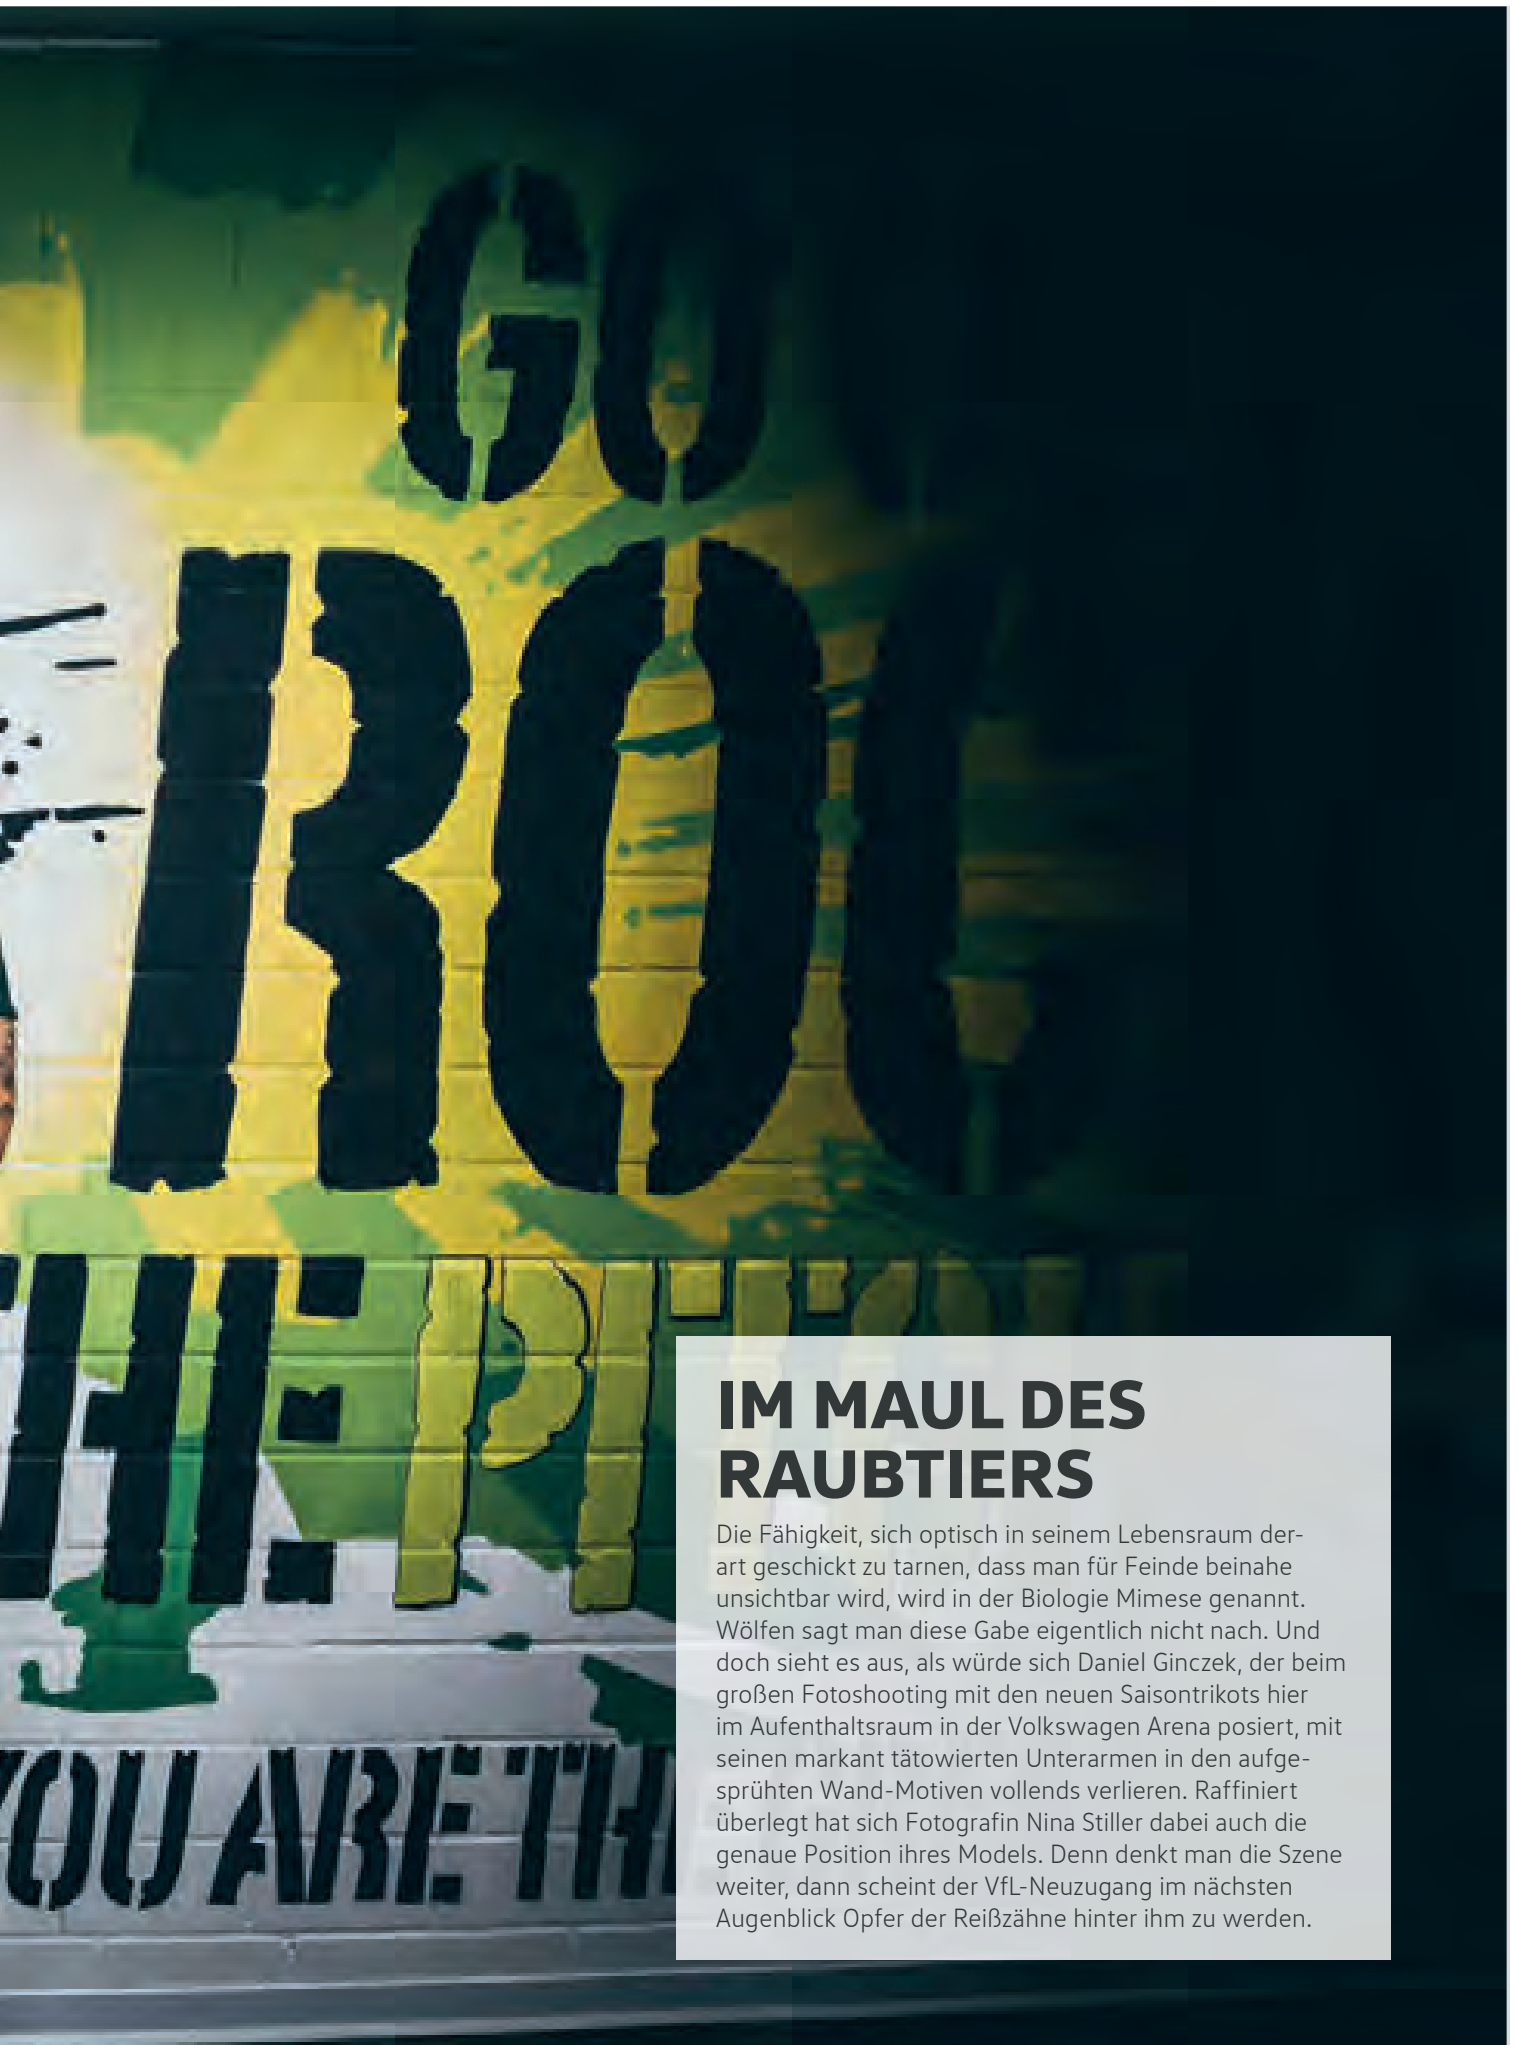 GO
THE
YOU ARE
IM MAUL DES
RAUBTIERS
Die Fähigkeit, sich optisch in seinem Lebensraum der-
art geschickt zu tarnen, dass man für Feinde beinahe
unsichtbar wird, wird in der Biologie Mimese genannt.
Wölfen sagt man diese Gabe eigentlich nicht nach. Und
doch sieht es aus, als würde sich Daniel Ginczek, der beim
großen Fotoshooting mit den neuen Saisontrikots hier
im Aufenthaltsraum in der Volkswagen Arena posiert, mit
seinen markant tätowierten Unterarmen in den aufge-
sprühten Wand-Motiven vollends verlieren. Raffiniert
überlegt hat sich Fotografin Nina Stiller dabei auch die
genaue Position ihres Models. Denn denkt man die Szene
weiter, dann scheint der VfL-Neuzugang im nächsten
Augenblick Opfer der Reißzähne hinter ihm zu werden.